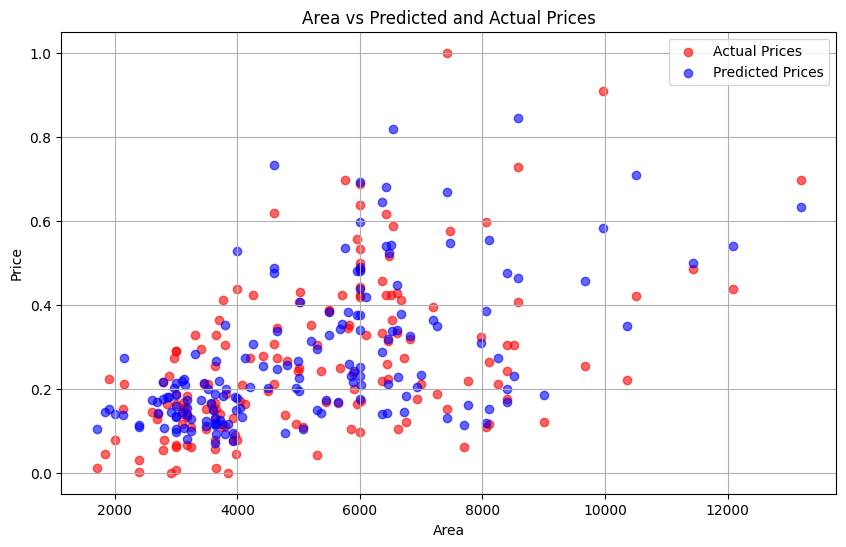 Area vs Predicted and Actual Prices
Actual Prices
Predicted Prices
1.0
0.8
0.6
0.4
0.2
0.0
Price
2000 4000 6000 8000 10000 12000
Area